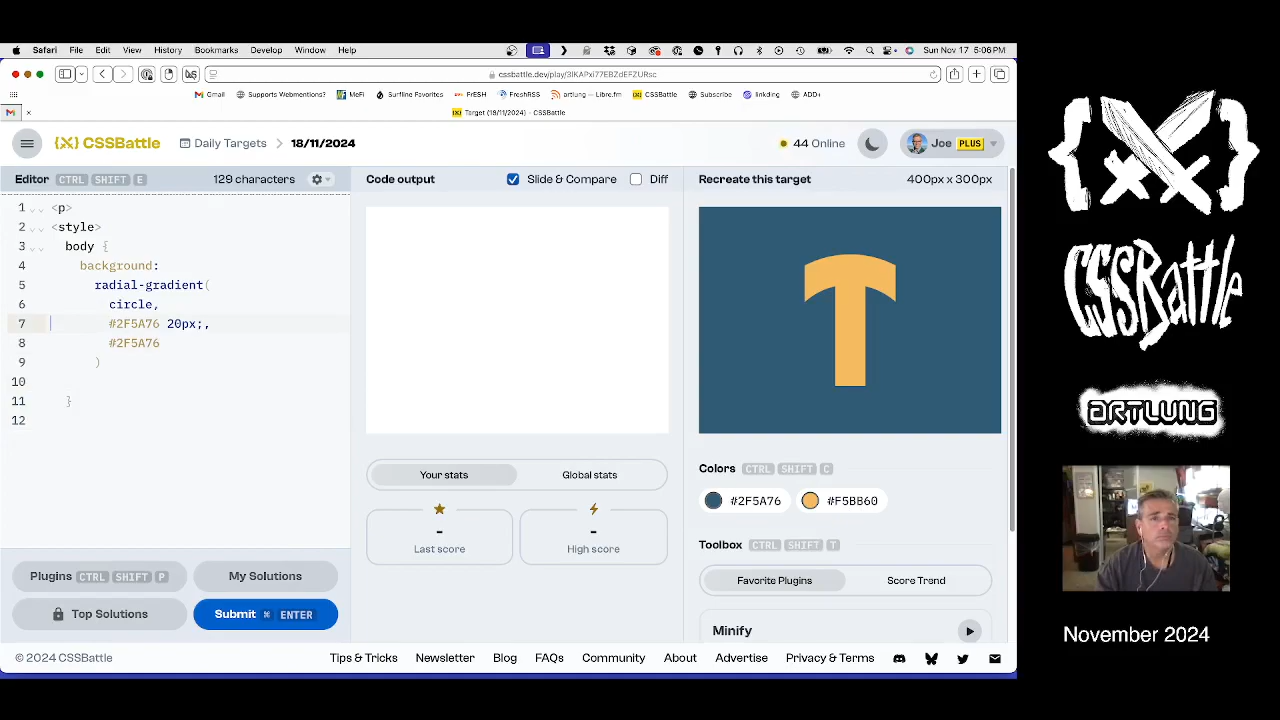 Safari File Edit View History Bookmarks Develop Window Help Sun Nov 17 5:06 PM
cssbattle.dev/play/3lKAPxi77EBZdEFZURsc
Gmail Supports Webmentions? MeFi Surfline Favorites FrESH FreshRSS artlung — Libre.fm CSSBattle Subscribe linkding ADD+
Target (18/11/2024) - CSSBattle
CSSBattle Daily Targets 18/11/2024 44 Online Joe PLUS
Editor CTRL SHIFT E 129 characters
Code output Slide & Compare Diff
Recreate this target 400px x 300px
1 <p>
2 <style>
3 body {
4 background:
5 radial-gradient(
6 circle,
7 #2F5A76 20px;,
8 #2F5A76
9 )
10
11 }
12
Your stats Global stats
Last score
-
High score
-
Colors CTRL SHIFT C
#2F5A76 #F5BB60
Toolbox CTRL SHIFT T
Favorite Plugins Score Trend
Minify
Plugins CTRL SHIFT P My Solutions
Top Solutions Submit ⌘ ENTER
© 2024 CSSBattle Tips & Tricks Newsletter Blog FAQs Community About Advertise Privacy & Terms
{X}
CSSBattle
ARTLUNG
November 2024